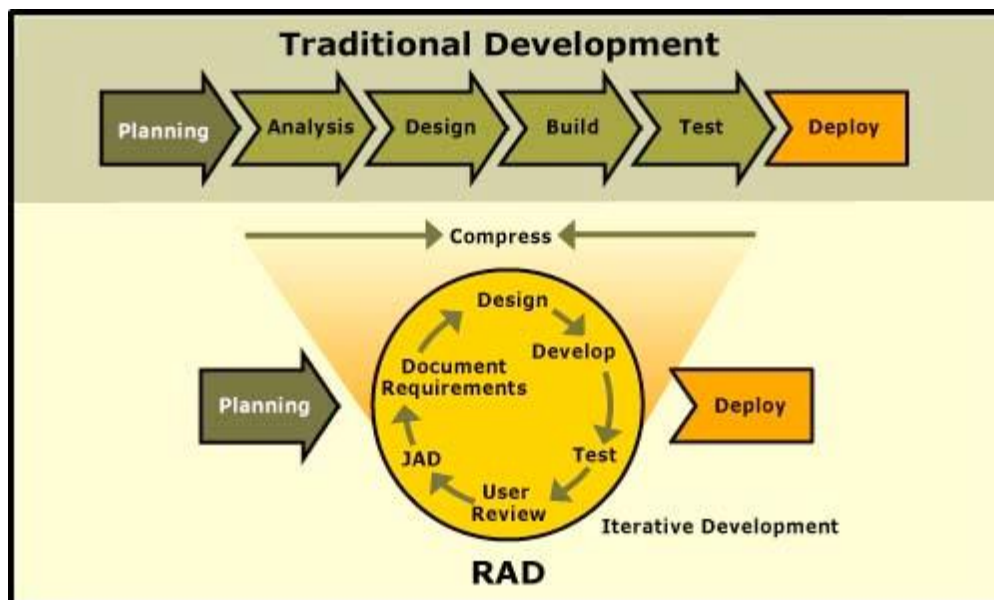 Traditional Development
Planning
Analysis
Design
Build
Test
Deploy
Compress
Design
Develop
Document
Requirements
Planning
Deploy
JAD
Test
User
Review
Iterative Development
RAD